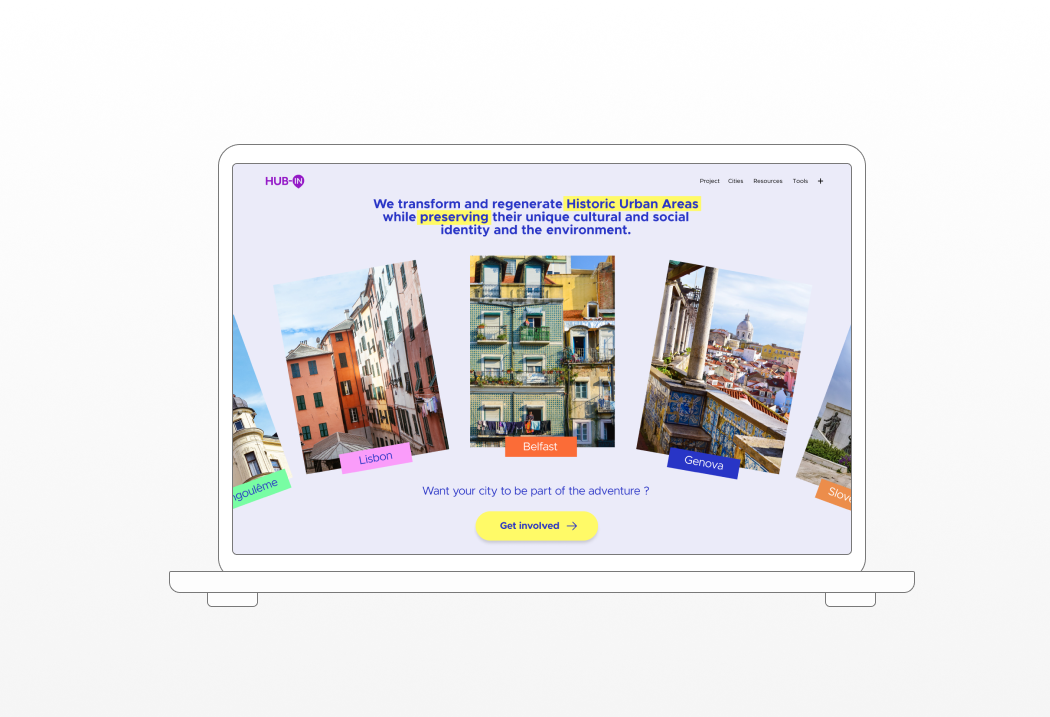 HUB-IN
Project Cities Resources Tools +
We transform and regenerate Historic Urban Areas
while preserving their unique cultural and social
identity and the environment.
Lisbon
Belfast
Genova
ngoulême
Slove
Want your city to be part of the adventure ?
Get involved →